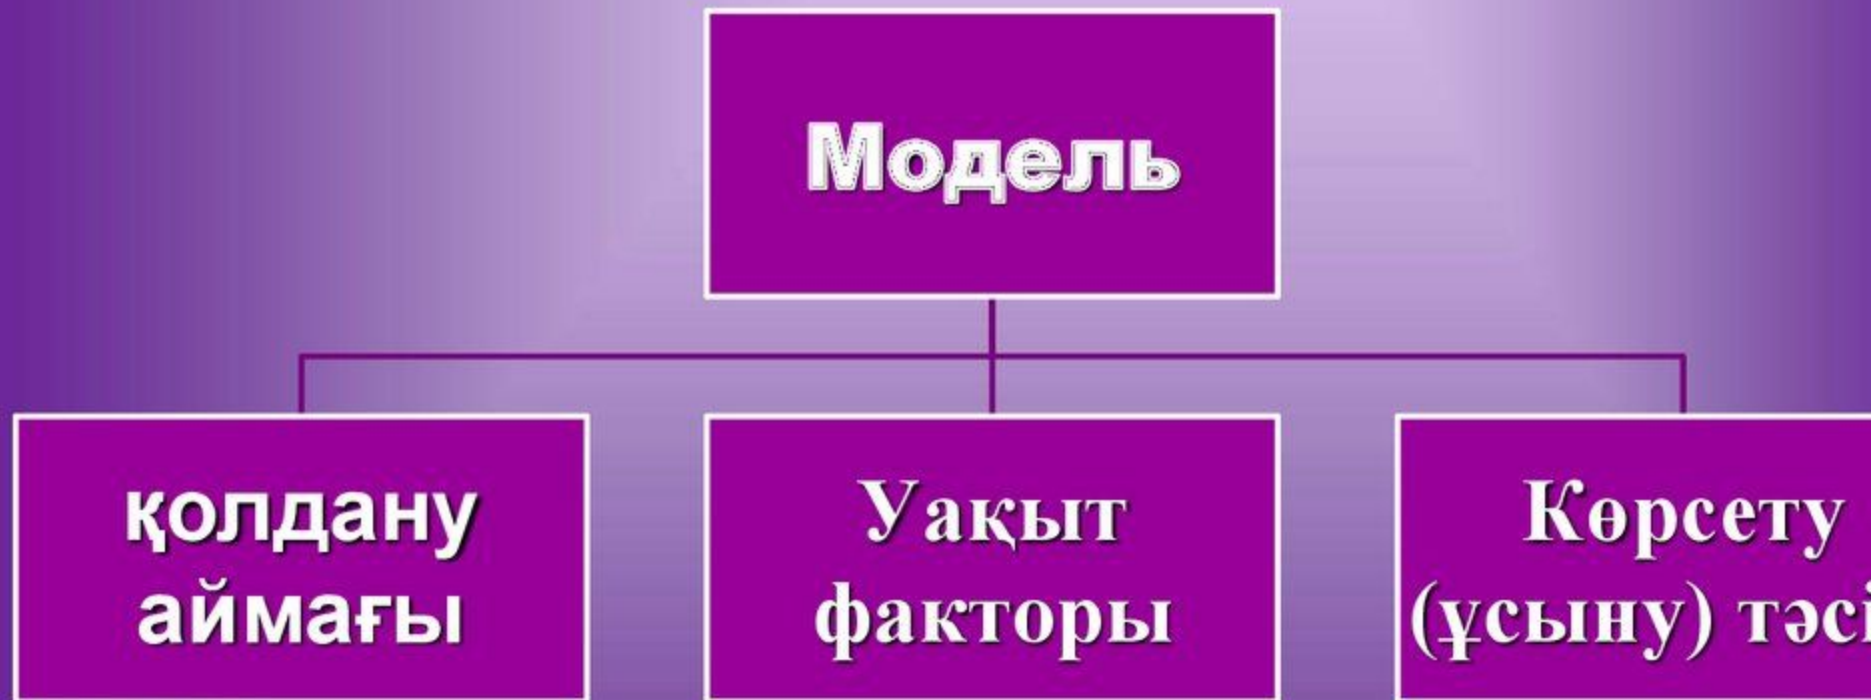 Модель
қолдану
аймағы
Уақыт
факторы
Көрсету
(ұсыну)